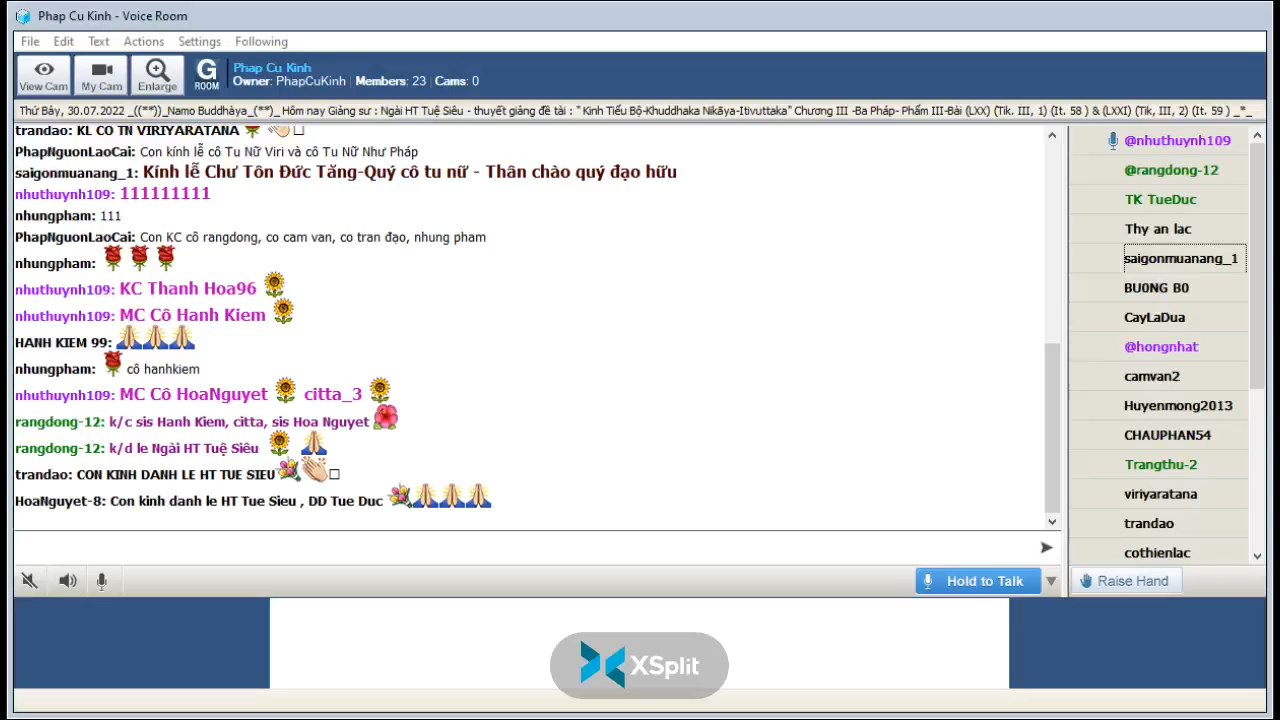 Phap Cu Kinh - Voice Room
File Edit Text Actions Settings Following
View Cam My Cam Enlarge G ROOM
Phap Cu Kinh
Owner: PhapCuKinh Members: 23 Cams: 0
Thứ Bảy, 30.07.2022 _((**))_Namo Buddhàya_(**)_ Hôm nay Giảng sư : Ngài HT Tuệ Siêu - thuyết giảng đề tài : " Kinh Tiểu Bộ-Khuddhaka Nikāya-Itivuttaka" Chương III -Ba Pháp- Phẩm III-Bài (LXX) (Tik. III, 1) (It. 58 ) & (LXXI) (Tik, III, 2) (It. 59 ) _*_
trandao: KL CO TN VIRIYARATANA
PhapNguonLaoCai: Con kính lễ cô Tu Nữ Viri và cô Tu Nữ Như Pháp
saigonmuanang_1: Kính lễ Chư Tôn Đức Tăng-Quý cô tu nữ - Thân chào quý đạo hữu
nhuthuynh109: 111111111
nhungpham: 111
PhapNguonLaoCai: Con KC cô rangdong, co cam van, co tran đạo, nhung pham
nhungpham:
nhuthuynh109: KC Thanh Hoa96
nhuthuynh109: MC Cô Hanh Kiem
HANH KIEM 99:
nhungpham: cô hanhkiem
nhuthuynh109: MC Cô HoaNguyet citta_3
rangdong-12: k/c sis Hanh Kiem, citta, sis Hoa Nguyet
rangdong-12: k/d le Ngài HT Tuệ Siêu
trandao: CON KINH DANH LE HT TUE SIEU
HoaNguyet-8: Con kinh danh le HT Tue Sieu , DD Tue Duc
@nhuthuynh109
@rangdong-12
TK TueDuc
Thy an lac
saigonmuanang_1
BU0NG B0
CayLaDua
@hongnhat
camvan2
Huyenmong2013
CHAUPHAN54
Trangthu-2
viriyaratana
trandao
cothienlac
Hold to Talk
Raise Hand
XSplit